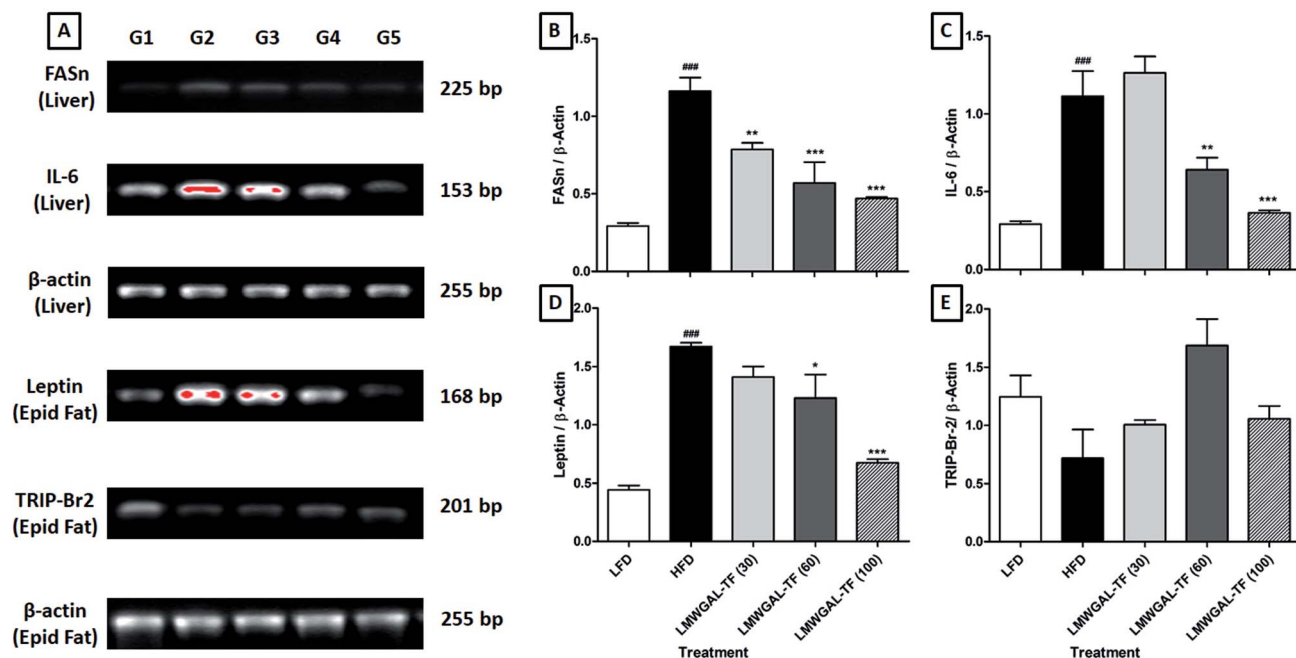 A
G1 G2 G3 G4 G5
FASn
(Liver)
225 bp
IL-6
(Liver)
153 bp
β-actin
(Liver)
255 bp
Leptin
(Epid Fat)
168 bp
TRIP-Br2
(Epid Fat)
201 bp
β-actin
(Epid Fat)
255 bp
B
FASn / β-Actin
1.5
1.0
0.5
0.0
###
**
***
***
C
IL-6 / β-Actin
1.5
1.0
0.5
0.0
###
**
***
D
Leptin / β-Actin
2.0
1.5
1.0
0.5
0.0
###
*
***
LFD
HFD
LMWGAL-TF (30)
LMWGAL-TF (60)
LMWGAL-TF (100)
Treatment
E
TRIP-Br-2/ β-Actin
2.0
1.5
1.0
0.5
0.0
LFD
HFD
LMWGAL-TF (30)
LMWGAL-TF (60)
LMWGAL-TF (100)
Treatment